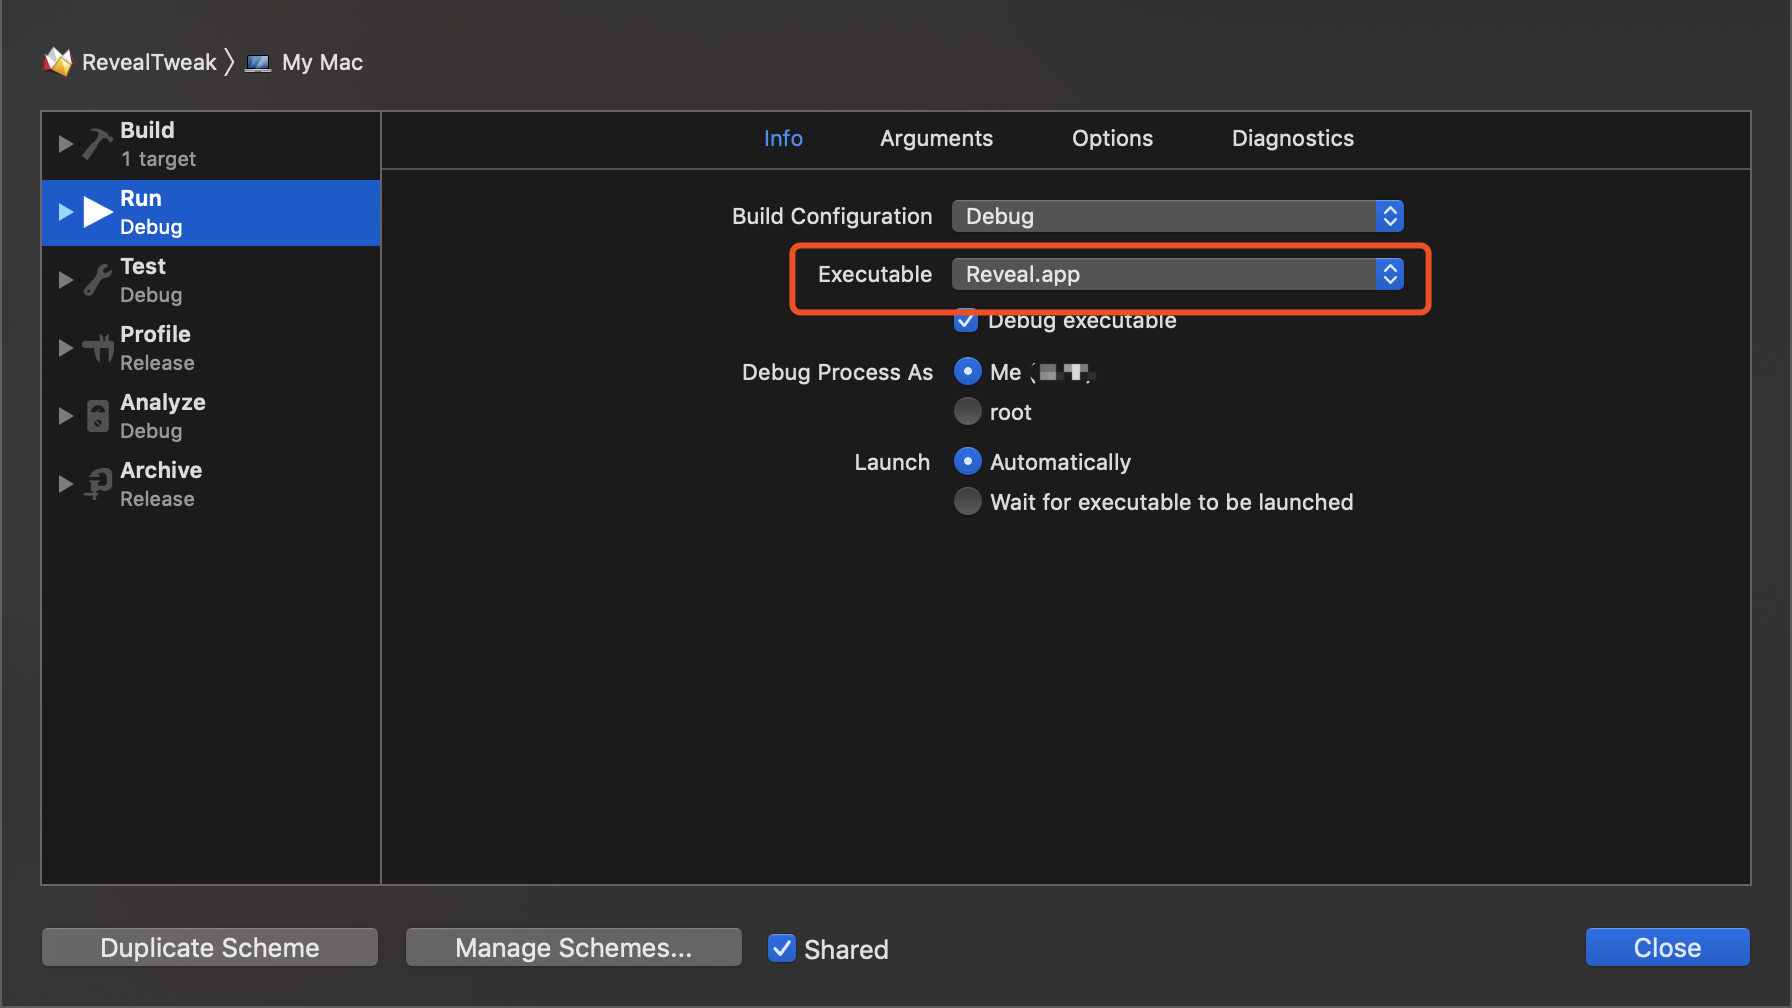 RevealTweak 〉 My Mac
Build
1 target
Run
Debug
Test
Debug
Profile
Release
Analyze
Debug
Archive
Release
Info Arguments Options Diagnostics
Build Configuration Debug
Executable Reveal.app
Debug executable
Debug Process As Me
root
Launch Automatically
Wait for executable to be launched
Duplicate Scheme Manage Schemes... Shared Close